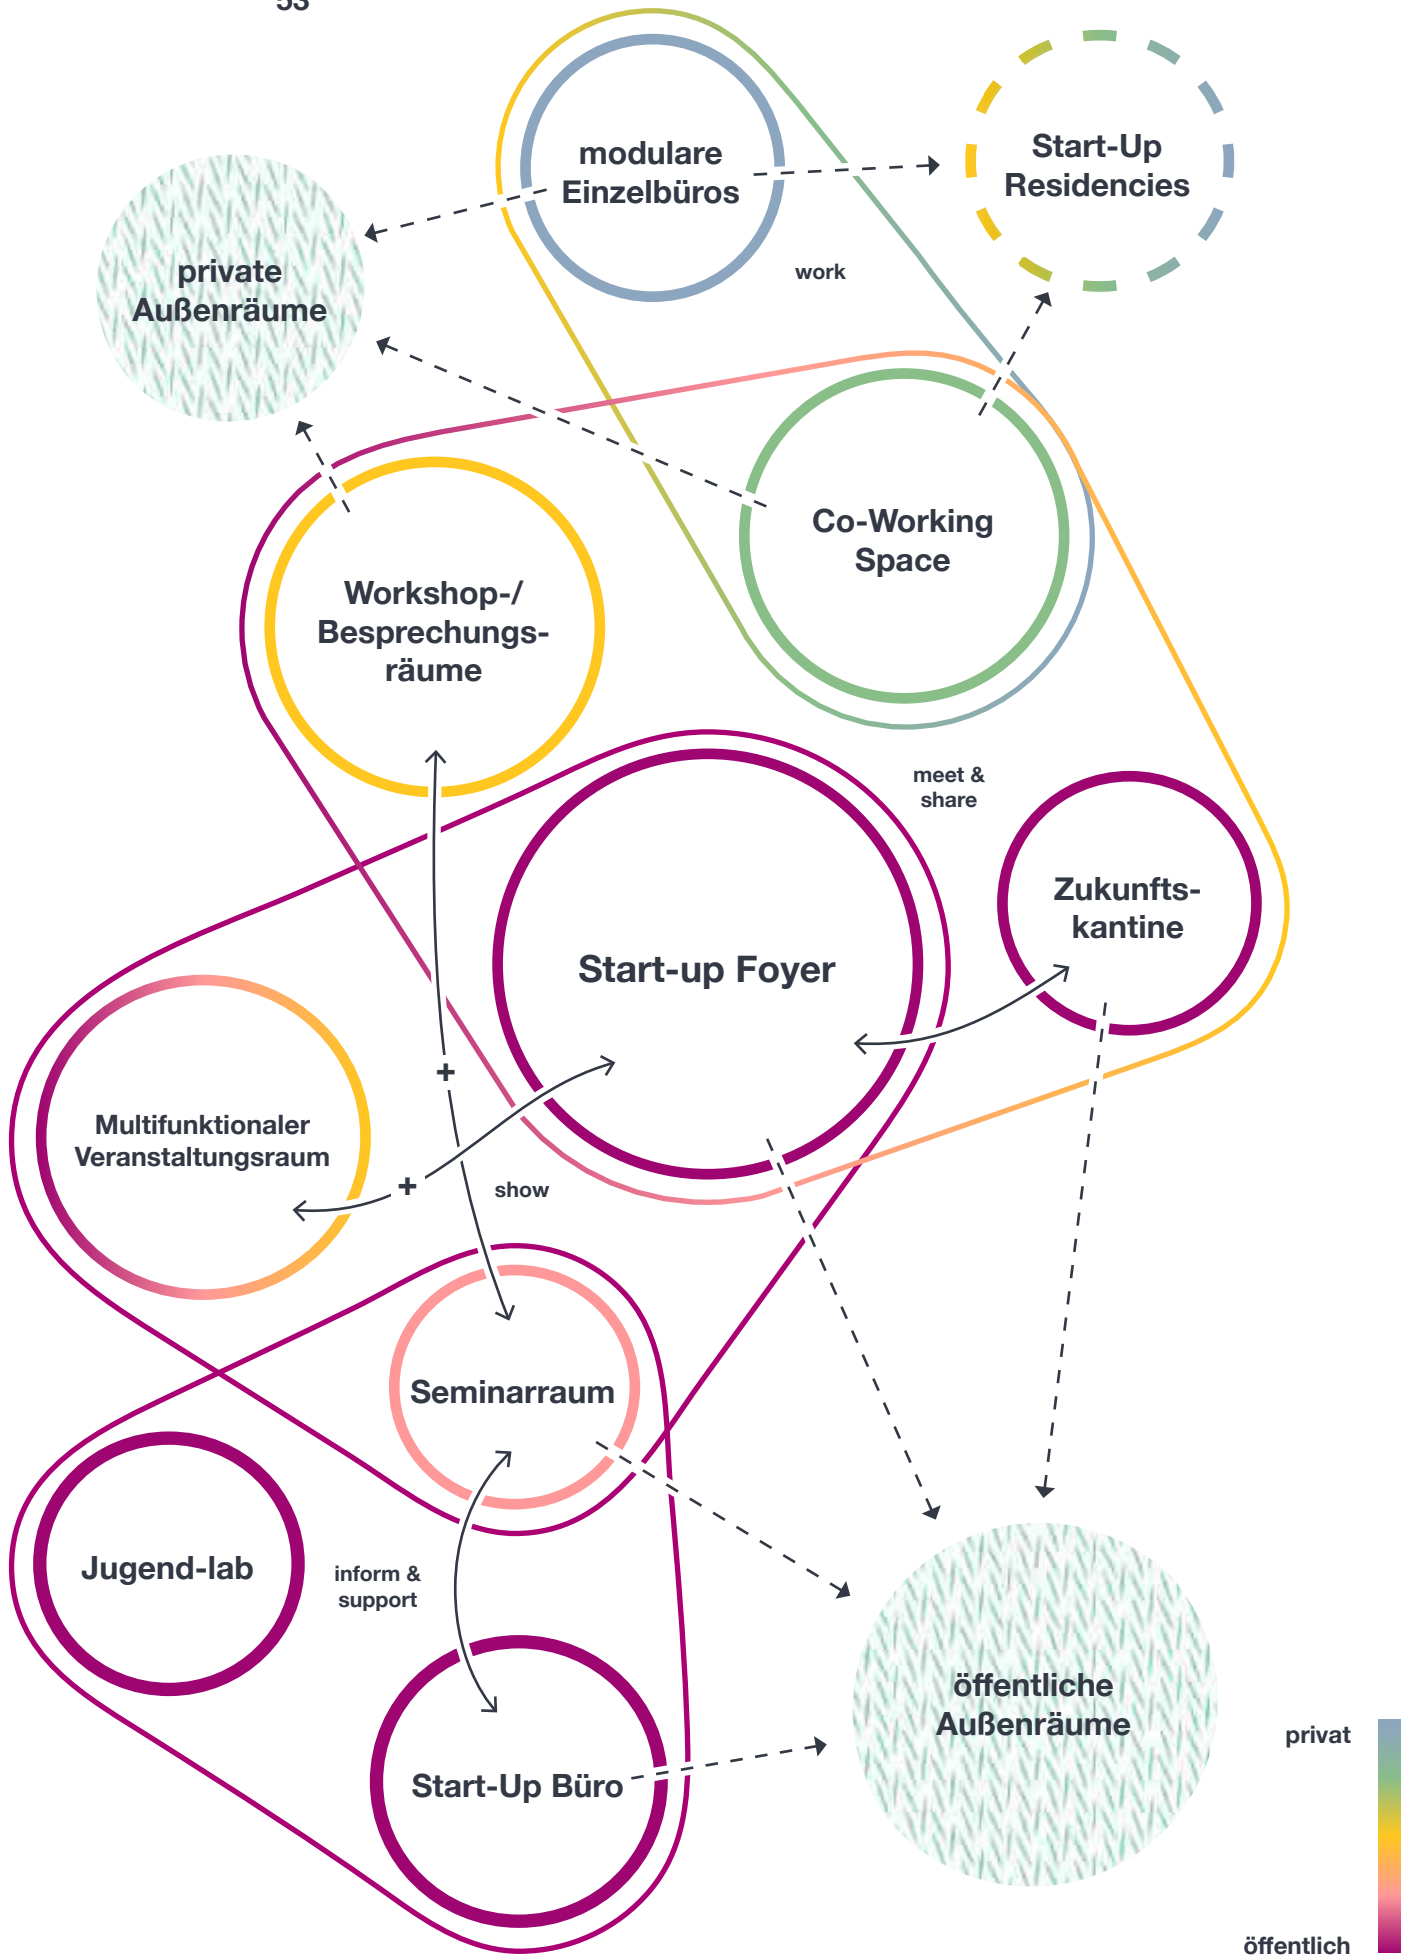 53
modulare
Einzelbüros
Start-Up
Residencies
private
Außenräume
work
Co-Working
Space
Workshop-/
Besprechungs-
räume
meet &
share
Zukunfts-
kantine
Start-up Foyer
+
Multifunktionaler
Veranstaltungsraum
+
show
Seminarraum
Jugend-lab
inform &
support
öffentliche
Außenräume
privat
Start-Up Büro
öffentlich